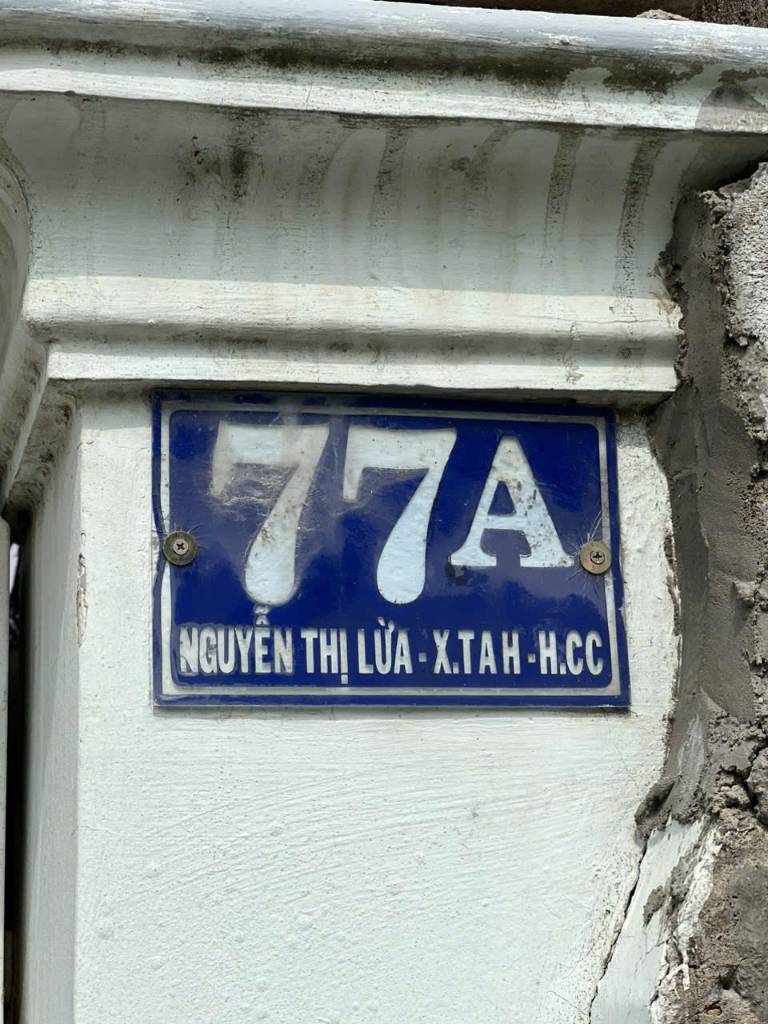 77A
NGUYỄN THỊ LỪA - X.TAH - H.CC